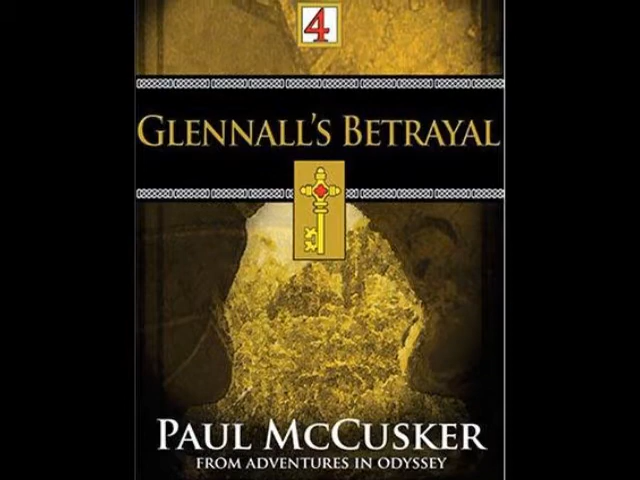 4
GLENNALL'S BETRAYAL
PAUL MCCUSKER
FROM ADVENTURES IN ODYSSEY